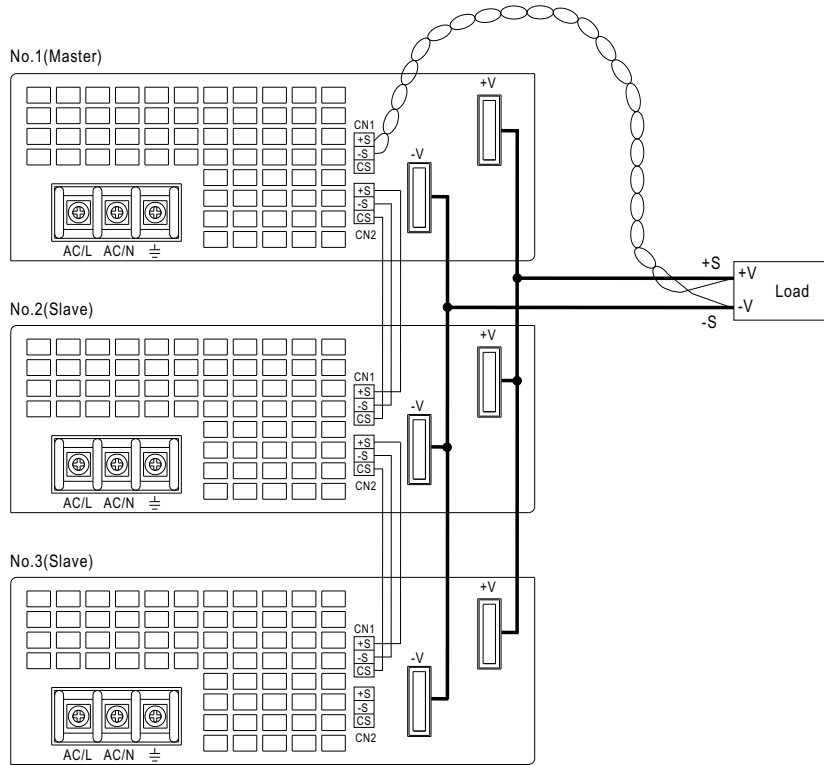 No.1(Master)
+V
CN1
+S
-S
CS
-V
+S
-S
CS
CN2
AC/L AC/N
+S
+V
Load
-V
-S
No.2(Slave)
+V
CN1
+S
-S
CS
-V
+S
-S
CS
CN2
AC/L AC/N
No.3(Slave)
+V
CN1
+S
-S
CS
-V
+S
-S
CS
CN2
AC/L AC/N